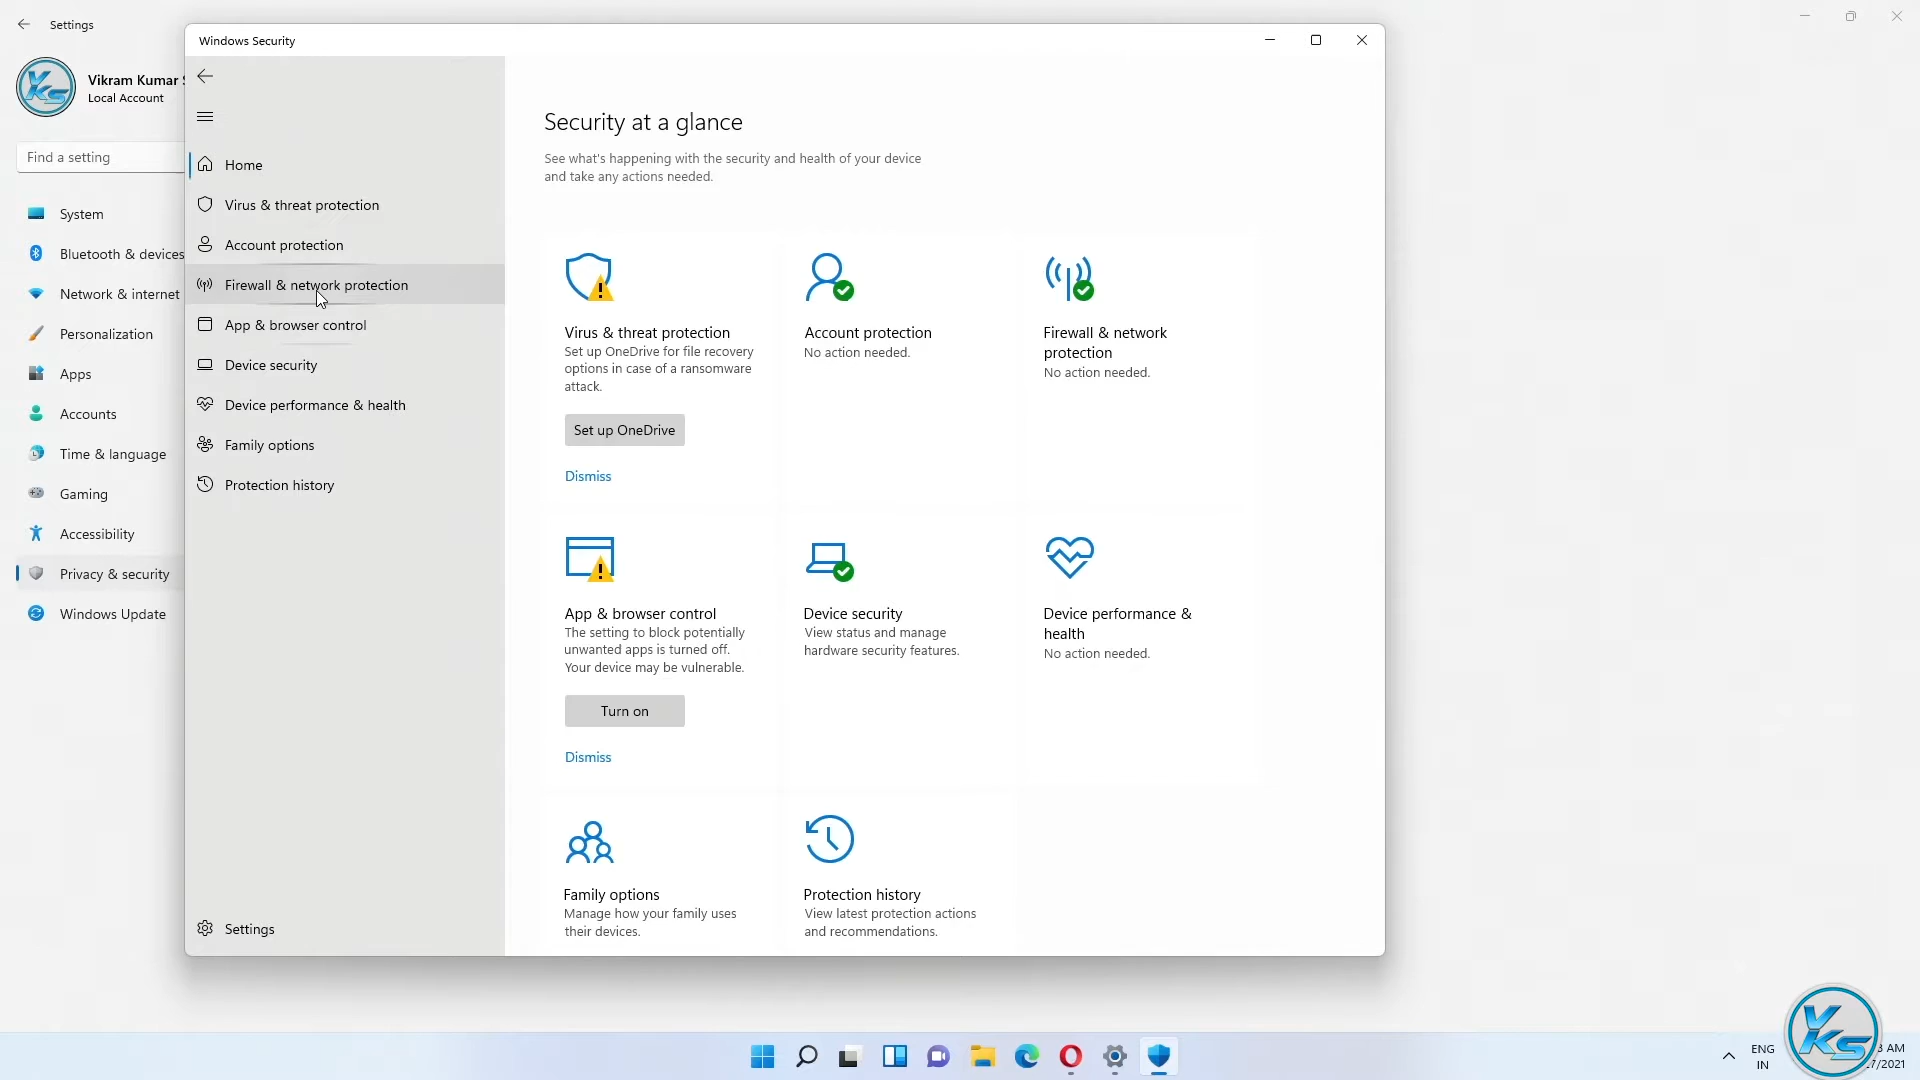 Settings
Vikram Kumar
Local Account
Find a setting
System
Bluetooth & devices
Network & internet
Personalization
Apps
Accounts
Time & language
Gaming
Accessibility
Privacy & security
Windows Update
Windows Security
Home
Virus & threat protection
Account protection
Firewall & network protection
App & browser control
Device security
Device performance & health
Family options
Protection history
Settings
Security at a glance
See what's happening with the security and health of your device
and take any actions needed.
Virus & threat protection
Set up OneDrive for file recovery
options in case of a ransomware
attack.
Set up OneDrive
Dismiss
Account protection
No action needed.
Firewall & network
protection
No action needed.
App & browser control
The setting to block potentially
unwanted apps is turned off.
Your device may be vulnerable.
Turn on
Dismiss
Device security
View status and manage
hardware security features.
Device performance &
health
No action needed.
Family options
Manage how your family uses
their devices.
Protection history
View latest protection actions
and recommendations.
ENG
IN
AM
/2021